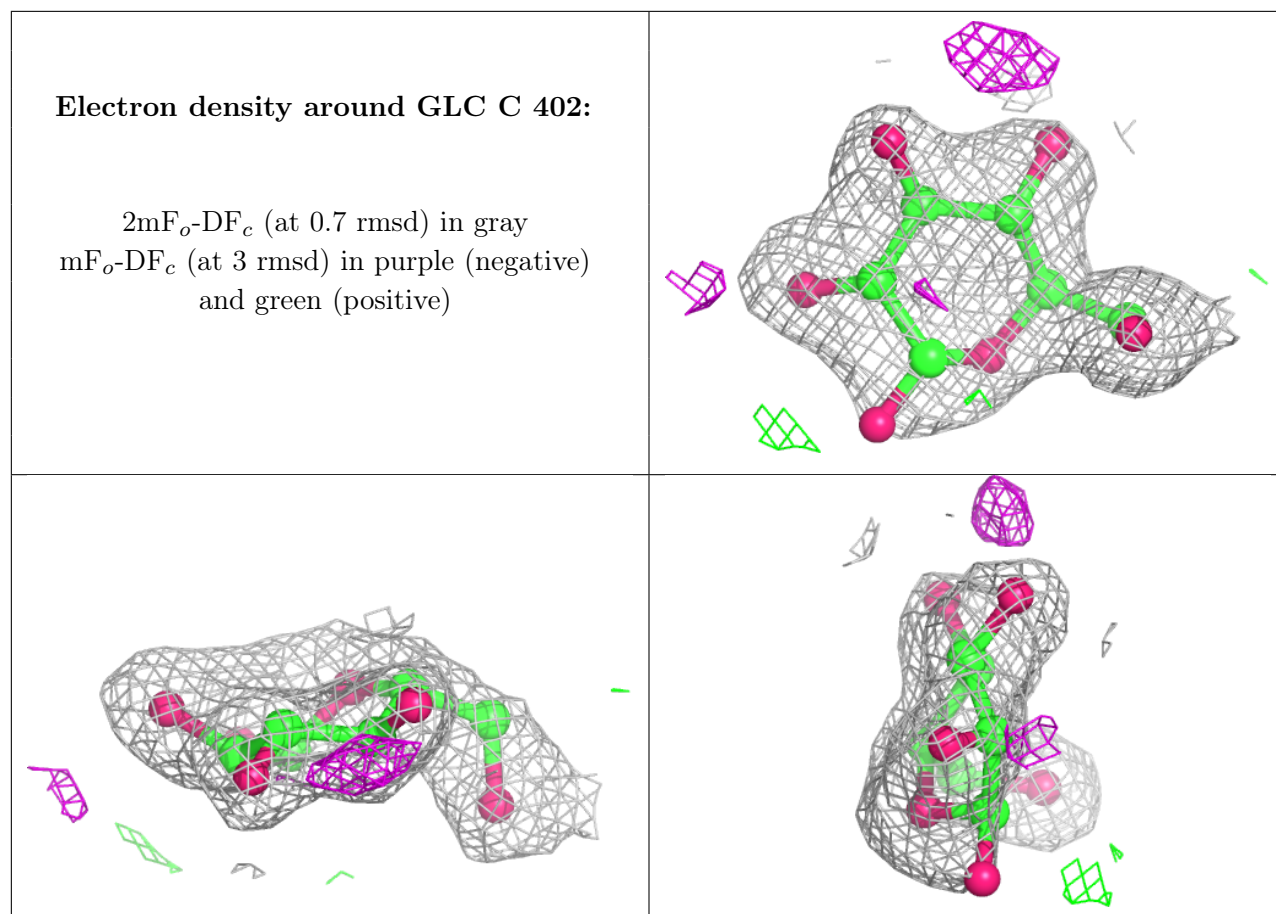 Electron density around GLC C 402:
2mFo-DFc (at 0.7 rmsd) in gray
mFo-DFc (at 3 rmsd) in purple (negative)
and green (positive)